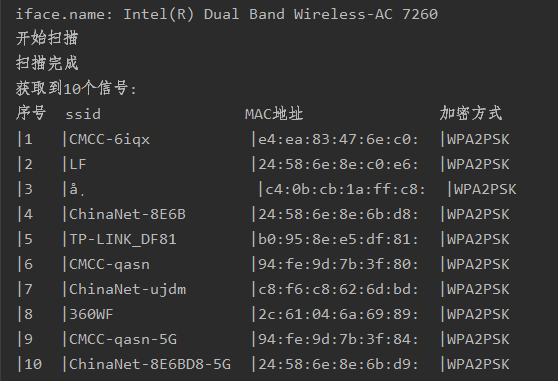 iface.name: Intel(R) Dual Band Wireless-AC 7260
开始扫描
扫描完成
获取到10个信号:
序号 ssid MAC地址 加密方式
|1 |CMCC-6iqx |e4:ea:83:47:6e:c0: |WPA2PSK
|2 |LF |24:58:6e:8e:c0:e6: |WPA2PSK
|3 |å¸ |c4:0b:cb:1a:ff:c8: |WPA2PSK
|4 |ChinaNet-8E6B |24:58:6e:8e:6b:d8: |WPA2PSK
|5 |TP-LINK_DF81 |b0:95:8e:e5:df:81: |WPA2PSK
|6 |CMCC-qasn |94:fe:9d:7b:3f:80: |WPA2PSK
|7 |ChinaNet-ujdm |c8:f6:c8:62:6d:bd: |WPA2PSK
|8 |360WF |2c:61:04:6a:69:89: |WPA2PSK
|9 |CMCC-qasn-5G |94:fe:9d:7b:3f:84: |WPA2PSK
|10 |ChinaNet-8E6BD8-5G |24:58:6e:8e:6b:d9: |WPA2PSK